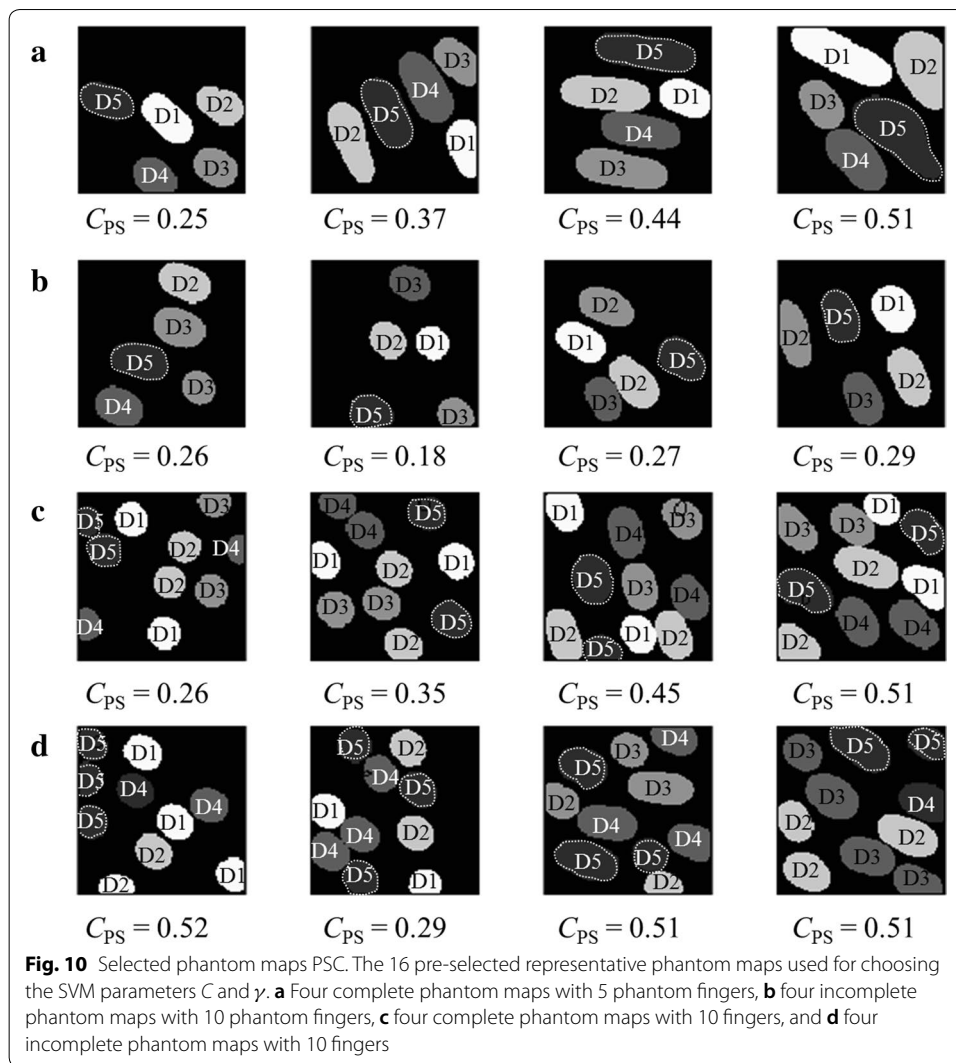 a
D5 D1 D2 D4 D3
D2 D5 D4 D3 D1
D5 D2 D1 D4 D3
D1 D2 D3 D5 D4
C_PS = 0.25 C_PS = 0.37 C_PS = 0.44 C_PS = 0.51
b
D2 D3 D5 D3 D4
D3 D2 D1 D5 D3
D2 D1 D5 D2 D3
D5 D1 D2 D2 D3
C_PS = 0.26 C_PS = 0.18 C_PS = 0.27 C_PS = 0.29
c
D5 D1 D3 D5 D2 D4 D2 D3 D4 D1
D4 D5 D4 D1 D2 D1 D3 D3 D5 D2
D1 D4 D3 D5 D3 D4 D2 D1 D2 D5
D3 D3 D1 D5 D2 D5 D1 D4 D4 D2
C_PS = 0.26 C_PS = 0.35 C_PS = 0.45 C_PS = 0.51
d
D5 D1 D5 D4 D4 D5 D1 D2 D1 D2
D5 D2 D4 D5 D1 D4 D2 D4 D5 D1
D4 D3 D5 D3 D2 D4 D4 D5 D5 D2
D3 D5 D5 D3 D4 D2 D2 D3 D2 D3
C_PS = 0.52 C_PS = 0.29 C_PS = 0.51 C_PS = 0.51
Fig. 10 Selected phantom maps PSC. The 16 pre-selected representative phantom maps used for choosing
the SVM parameters C and γ. a Four complete phantom maps with 5 phantom fingers, b four incomplete
phantom maps with 10 phantom fingers, c four complete phantom maps with 10 fingers, and d four
incomplete phantom maps with 10 fingers